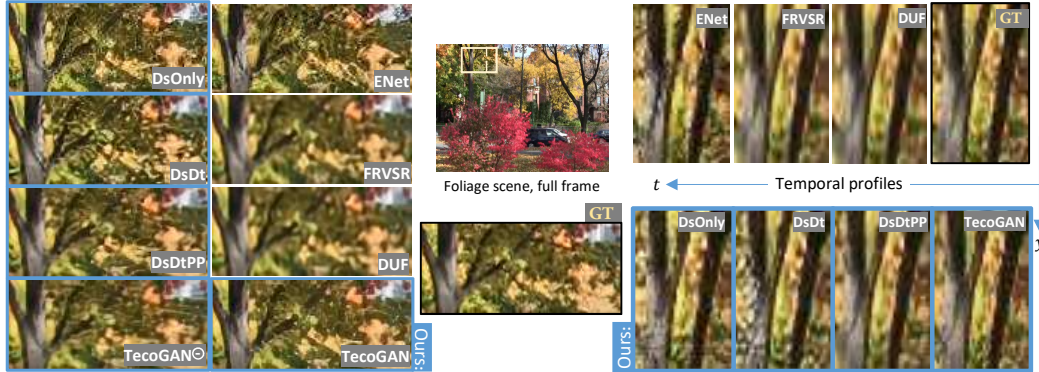 DsOnly
ENet
DsDt
FRVSR
DsDtPP
DUF
TecoGAN⊖
TecoGAN
Ours:
Foliage scene, full frame
GT
ENet
FRVSR
DUF
GT
t
Temporal profiles
y
Ours:
DsOnly
DsDt
DsDtPP
TecoGAN